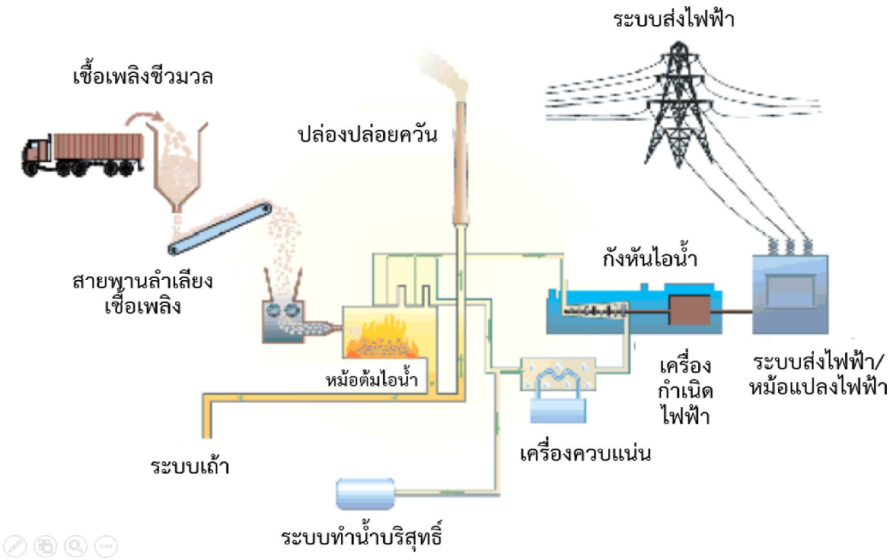 ระบบส่งไฟฟ้า
เชื้อเพลิงชีวมวล
ปล่องปล่อยควัน
สายพานลำเลียง
เชื้อเพลิง
กังหันไอน้ำ
หม้อต้มไอน้ำ
เครื่อง
กำเนิด
ไฟฟ้า
ระบบส่งไฟฟ้า/
หม้อแปลงไฟฟ้า
เครื่องควบแน่น
ระบบเถ้า
ระบบทำน้ำบริสุทธิ์